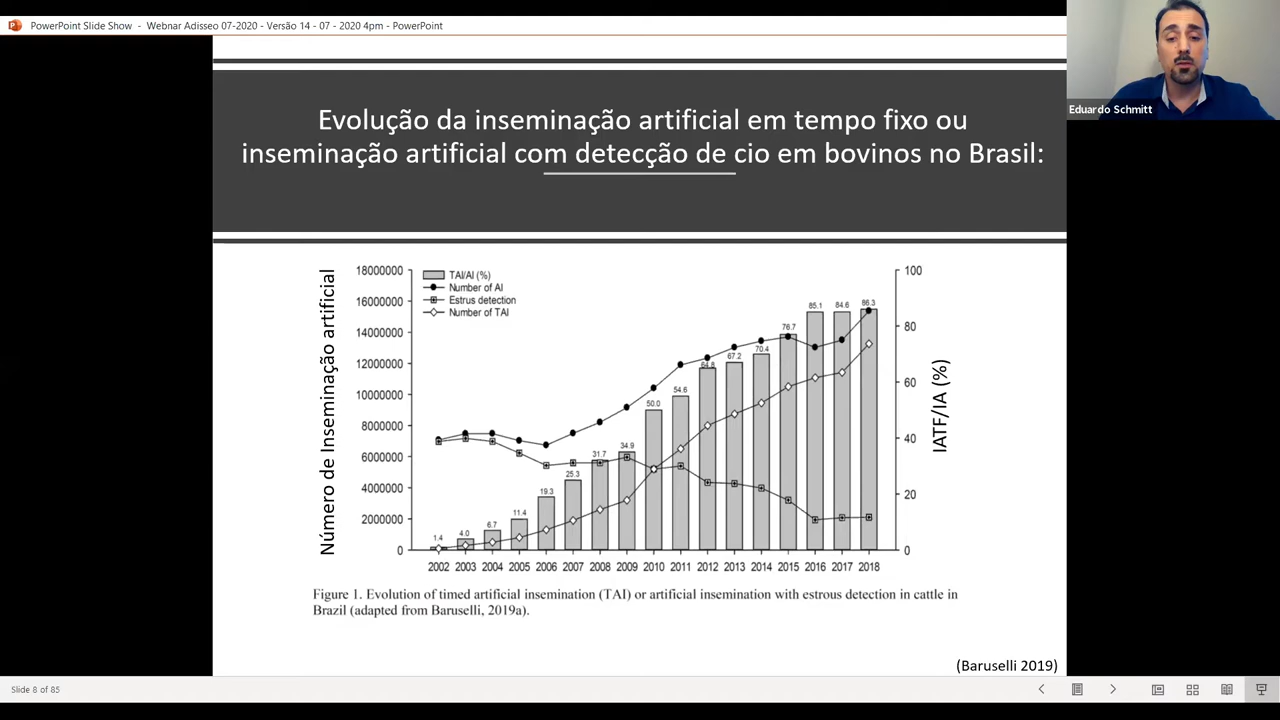 PowerPoint Slide Show - Webnar Adisseo 07-2020 - Versão 14 - 07 - 2020 4pm - PowerPoint
Eduardo Schmitt
Evolução da inseminação artificial em tempo fixo ou
inseminação artificial com detecção de cio em bovinos no Brasil:
Número de Inseminação artificial
18000000
16000000
14000000
12000000
10000000
8000000
6000000
4000000
2000000
0
TAI/AI (%)
Number of AI
Estrus detection
Number of TAI
1.4
4.0
6.7
11.4
19.3
25.3
31.7
34.9
50.0
54.6
64.8
67.2
70.4
76.7
85.1
84.6
86.3
100
80
60
40
20
0
IATF/IA (%)
2002 2003 2004 2005 2006 2007 2008 2009 2010 2011 2012 2013 2014 2015 2016 2017 2018
Figure 1. Evolution of timed artificial insemination (TAI) or artificial insemination with estrous detection in cattle in
Brazil (adapted from Baruselli, 2019a).
(Baruselli 2019)
Slide 8 of 85